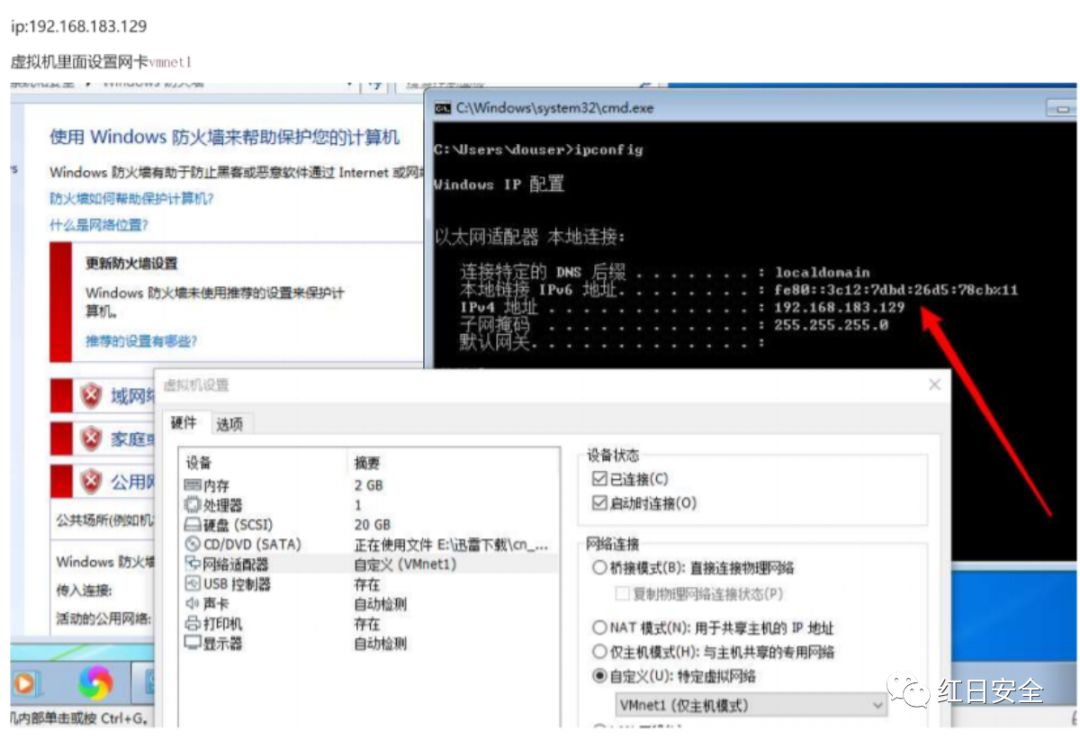 ip:192.168.183.129
虚拟机里面设置网卡vmnet1
使用 Windows 防火墙来帮助保护您的计算机
Windows 防火墙有助于防止黑客或恶意软件通过 Internet 或网
防火墙如何帮助保护计算机?
什么是网络位置?
更新防火墙设置
Windows 防火墙未使用推荐的设置来保护计
算机。
推荐的设置有哪些?
域网
家庭
公用
公共场所(例如机
Windows 防火
传入连接:
活动的公用网络:
C:\Windows\system32\cmd.exe
C:\Users\douser>ipconfig
Windows IP 配置
以太网适配器 本地连接:
连接特定的 DNS 后缀 . . . . . . . : localdomain
本地链接 IPv6 地址. . . . . . . . : fe80::3c12:7dbd:26d5:78cb%11
IPv4 地址 . . . . . . . . . . . . : 192.168.183.129
子网掩码 . . . . . . . . . . . . : 255.255.255.0
默认网关. . . . . . . . . . . . . :
虚拟机设置
硬件 选项
设备 摘要
内存 2 GB
处理器 1
硬盘 (SCSI) 20 GB
CD/DVD (SATA) 正在使用文件 E:\迅雷下载\cn_...
网络适配器 自定义 (VMnet1)
USB 控制器 存在
声卡 自动检测
打印机 存在
显示器 自动检测
设备状态
已连接(C)
启动时连接(O)
网络连接
桥接模式(B): 直接连接物理网络
复制物理网络连接状态(P)
NAT 模式(N): 用于共享主机的 IP 地址
仅主机模式(H): 与主机共享的专用网络
自定义(U): 特定虚拟网络
VMnet1 (仅主机模式)
机内部单击或按 Ctrl+G。
红日安全